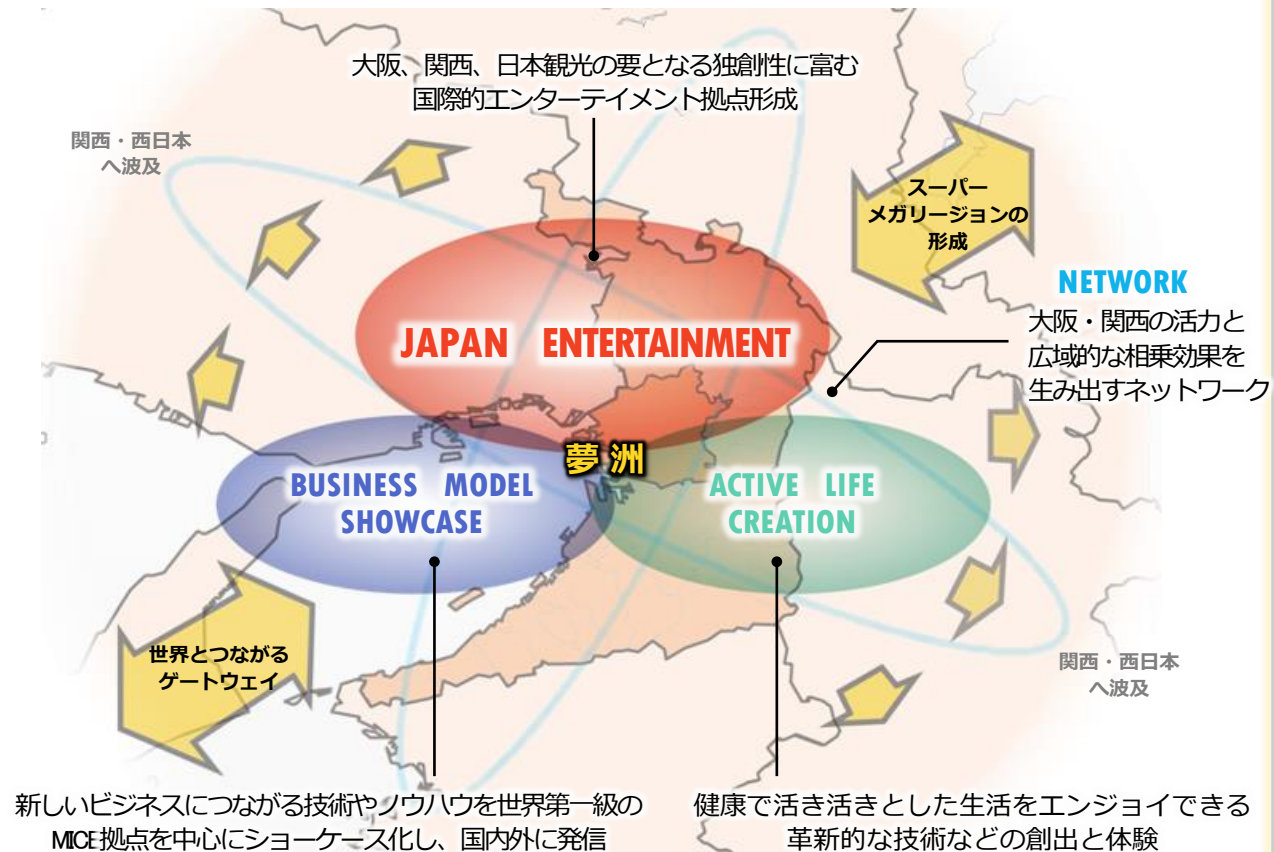 大阪、関西、日本観光の要となる独創性に富む
国際的エンターテイメント拠点形成
関西・西日本
へ波及
スーパー
メガリージョンの
形成
NETWORK
大阪・関西の活力と
広域的な相乗効果を
生み出すネットワーク
JAPAN ENTERTAINMENT
夢洲
BUSINESS MODEL
SHOWCASE
ACTIVE LIFE
CREATION
世界とつながる
ゲートウェイ
関西・西日本
へ波及
新しいビジネスにつながる技術やノウハウを世界第一級の
MICE拠点を中心にショーケース化し、国内外に発信
健康で活き活きとした生活をエンジョイできる
革新的な技術などの創出と体験